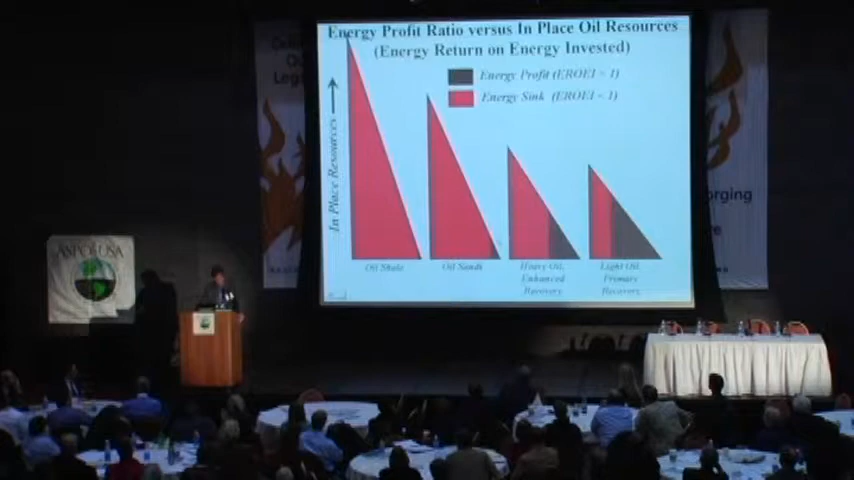 Energy Profit Ratio versus In Place Oil Resources
(Energy Return on Energy Invested)
Energy Profit (EROEI > 1)
Energy Sink (EROEI < 1)
In Place Resources
Oil Shale
Oil Sands
Heavy Oil,
Enhanced
Recovery
Light Oil
Primary
Recovery
ASPO USA
orging